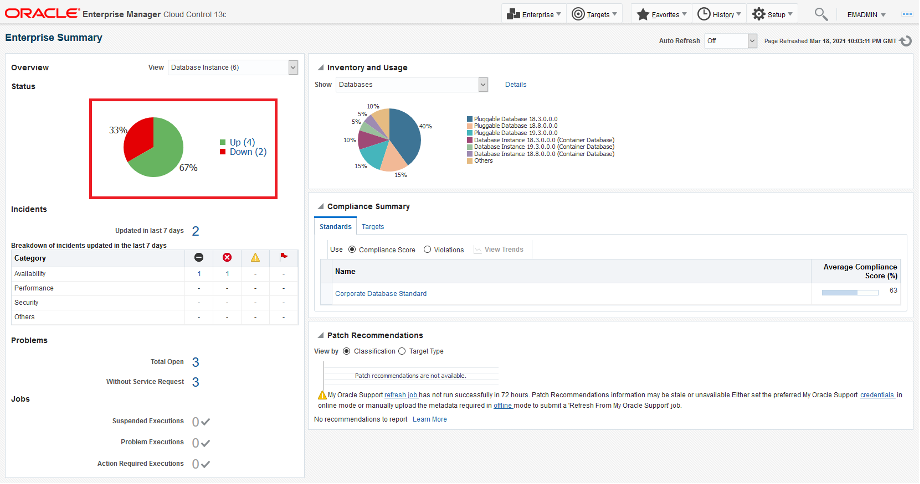 ORACLE Enterprise Manager Cloud Control 13c
Enterprise Targets Favorites History Setup EMADMIN
Enterprise Summary
Auto Refresh Off Page Refreshed Mar 18, 2021 10:03:11 PM GMT
Overview View Database Instance (6)
Status
33%
67%
Up (4)
Down (2)
Incidents
Updated in last 7 days 2
Breakdown of incidents updated in the last 7 days
Category
Availability 1 1 - -
Performance - - - -
Security - - - -
Others - - - -
Problems
Total Open 3
Without Service Request 3
Jobs
Suspended Executions 0
Problem Executions 0
Action Required Executions 0
Inventory and Usage
Show Databases Details
10%
5%
5%
10%
15%
15%
40%
Pluggable Database 18.3.0.0.0
Pluggable Database 18.8.0.0.0
Pluggable Database 19.3.0.0.0
Database Instance 18.3.0.0.0 (Container Database)
Database Instance 19.3.0.0.0 (Container Database)
Database Instance 18.8.0.0.0 (Container Database)
Others
Compliance Summary
Standards Targets
Use Compliance Score Violations View Trends
Name Average Compliance
Score (%)
Corporate Database Standard 63
Patch Recommendations
View by Classification Target Type
Patch recommendations are not available.
My Oracle Support refresh job has not run successfully in 72 hours. Patch Recommendations information may be stale or unavailable.Either set the preferred My Oracle Support credentials in
online mode or manually upload the metadata required in offline mode to submit a 'Refresh From My Oracle Support' job.
No recommendations to report Learn More